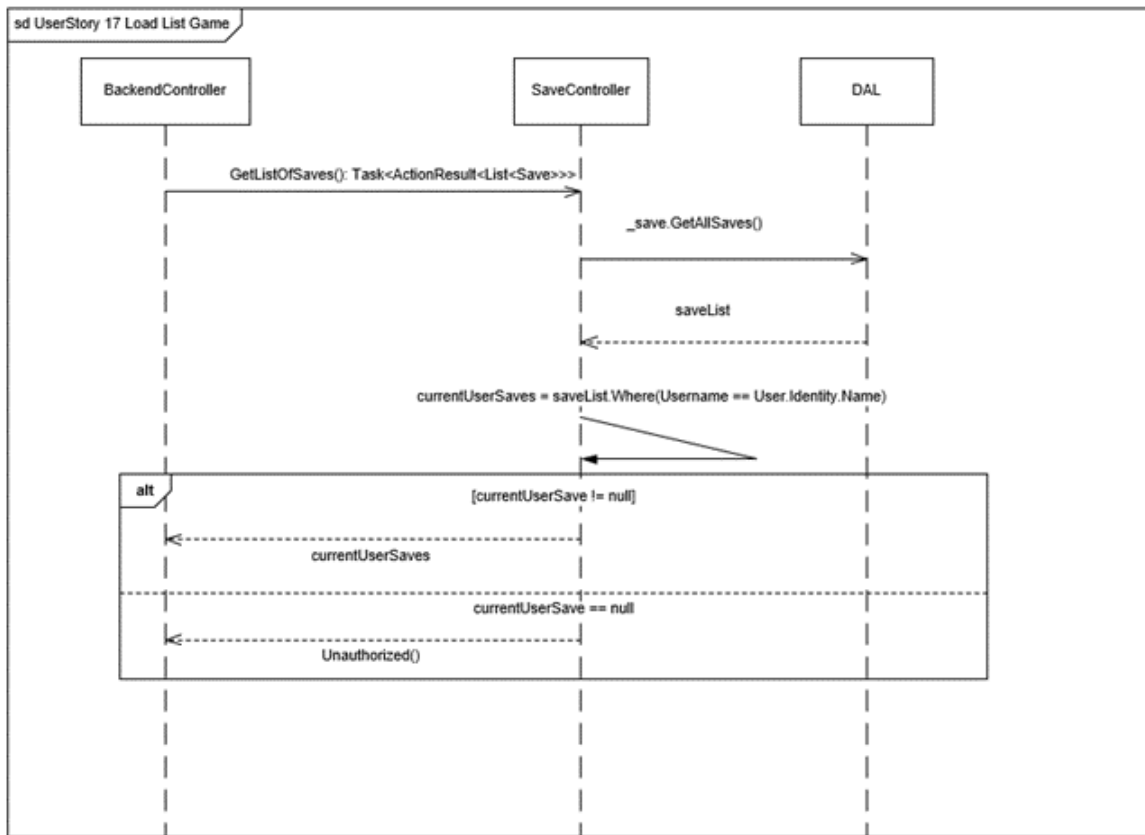 sd UserStory 17 Load List Game
BackendController
SaveController
DAL
GetListOfSaves(): Task<ActionResult<List<Save>>>
_save.GetAllSaves()
saveList
currentUserSaves = saveList.Where(Username == User.Identity.Name)
alt
[currentUserSave != null]
currentUserSaves
currentUserSave == null
Unauthorized()